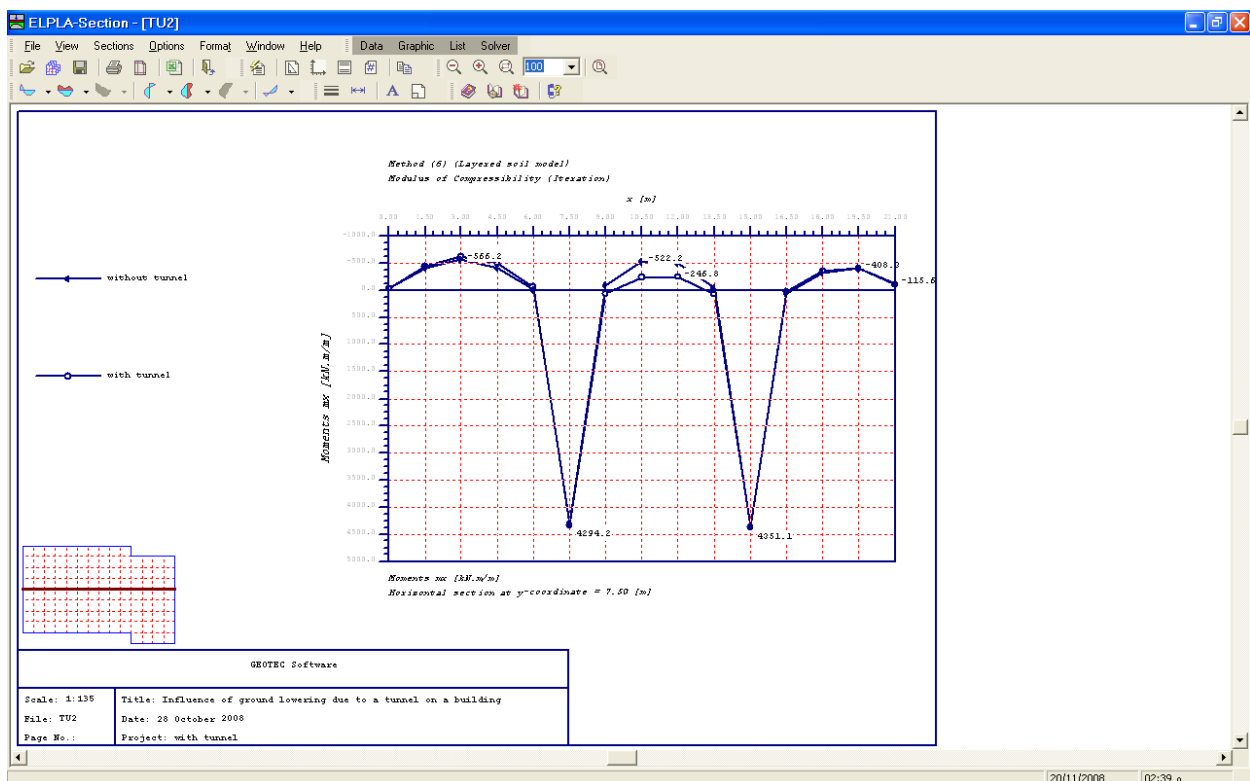 ELPLA-Section - [TU2]
File View Sections Options Format Window Help Data Graphic List Solver
100
Method (6) (Layered soil model)
Modulus of Compressibility (Iteration)
x [m]
0.00 1.50 3.00 4.50 6.00 7.50 9.00 10.50 12.00 13.50 15.00 16.50 18.00 19.50 21.00
-1000.0
-500.0
0.0
500.0
1000.0
1500.0
2000.0
2500.0
3000.0
3500.0
4000.0
4500.0
5000.0
Moments mx [kN.m/m]
without tunnel
with tunnel
-566.2
-522.2
-246.8
-408.3
-115.6
4294.2
4351.1
Moments mx [kN.m/m]
Horizontal section at y-coordinate = 7.50 [m]
GEOTEC Software
Scale: 1:135
File: TU2
Page No.:
Title: Influence of ground lowering due to a tunnel on a building
Date: 28 October 2008
Project: with tunnel
20/11/2008 02:39 م